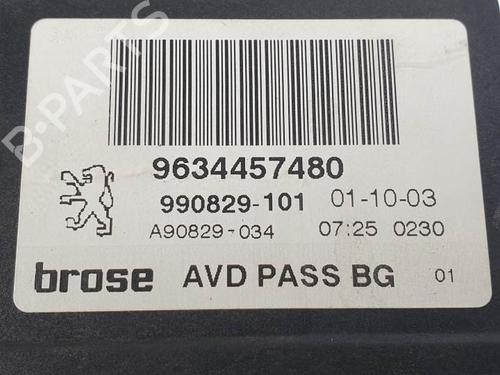 9634457480
990829-101 01-10-03
A90829-034 07:25 0230
brose AVD PASS BG 01
B-PARTS